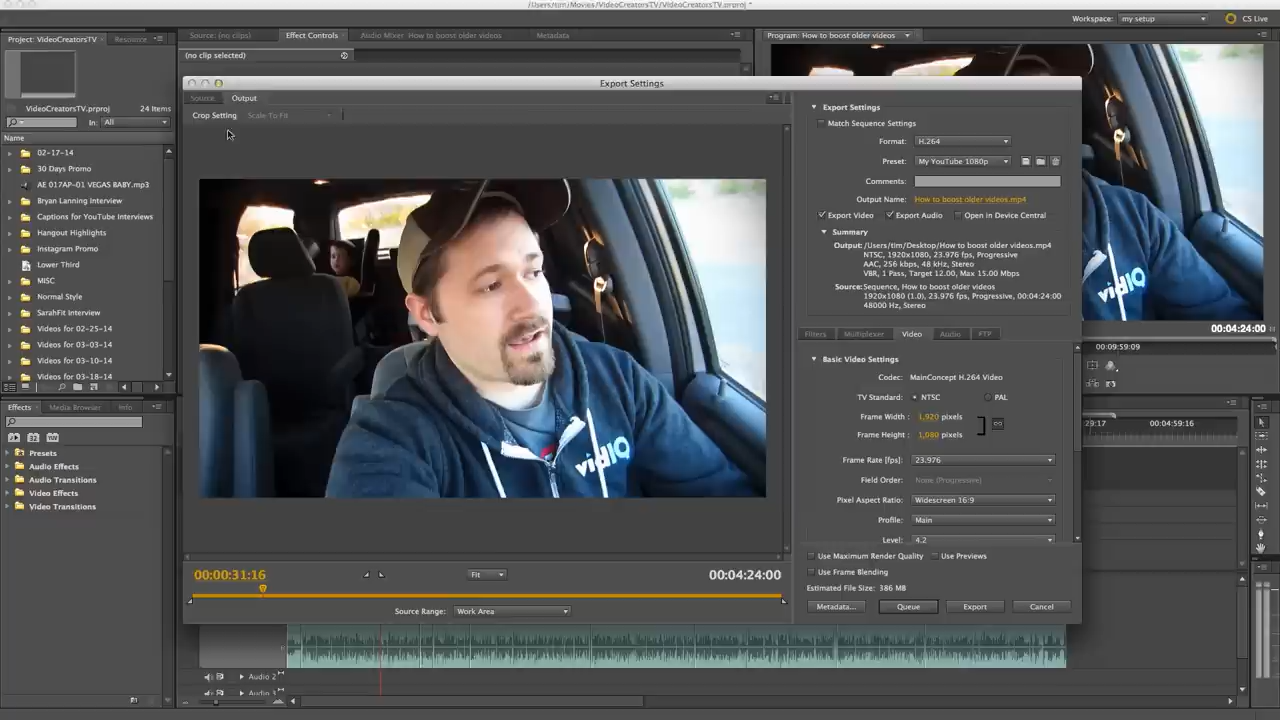 /Users/tim/Movies/VideoCreatorsTV/VideoCreatorsTV.prproj *
Workspace: my setup
CS Live
Project: VideoCreatorsTV
Resource
Source: (no clips)
Effect Controls
Audio Mixer: How to boost older videos
Metadata
Program: How to boost older videos
(no clip selected)
VideoCreatorsTV.prproj
24 Items
In: All
Name
02-17-14
30 Days Promo
AE 017AP-01 VEGAS BABY.mp3
Bryan Lanning Interview
Captions for YouTube Interviews
Hangout Highlights
Instagram Promo
Lower Third
MISC
Normal Style
SarahFit Interview
Videos for 02-25-14
Videos for 03-03-14
Videos for 03-10-14
Videos for 03-18-14
Effects
Media Browser
Info
Presets
Audio Effects
Audio Transitions
Video Effects
Video Transitions
Export Settings
Source
Output
Crop Setting
Scale To Fit
vidIQ
00:00:31:16
Fit
00:04:24:00
Source Range: Work Area
Export Settings
Match Sequence Settings
Format: H.264
Preset: My YouTube 1080p
Comments:
Output Name: How to boost older videos.mp4
Export Video
Export Audio
Open in Device Central
Summary
Output: /Users/tim/Desktop/How to boost older videos.mp4
NTSC, 1920x1080, 23.976 fps, Progressive
AAC, 256 kbps, 48 kHz, Stereo
VBR, 1 Pass, Target 12.00, Max 15.00 Mbps
Source: Sequence, How to boost older videos
1920x1080 (1.0), 23.976 fps, Progressive, 00:04:24:00
48000 Hz, Stereo
Filters
Multiplexer
Video
Audio
FTP
Basic Video Settings
Codec: MainConcept H.264 Video
TV Standard: NTSC
PAL
Frame Width: 1,920 pixels
Frame Height: 1,080 pixels
Frame Rate [fps]: 23.976
Field Order: None (Progressive)
Pixel Aspect Ratio: Widescreen 16:9
Profile: Main
Level: 4.2
Use Maximum Render Quality
Use Previews
Use Frame Blending
Estimated File Size: 386 MB
Metadata...
Queue
Export
Cancel
vidIQ
00:04:24:00
00:09:59:09
29:17
00:04:59:16
Audio 2
Audio 3